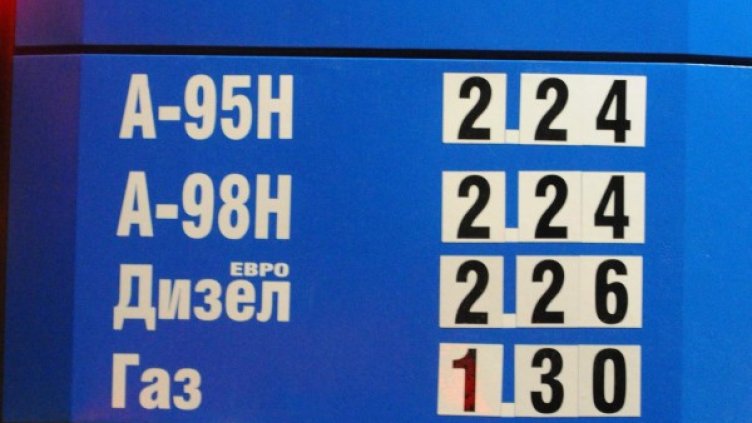 А-95Н 2.24
А-98Н 2.24
ЕВРО
Дизел 2.26
Газ 1.30